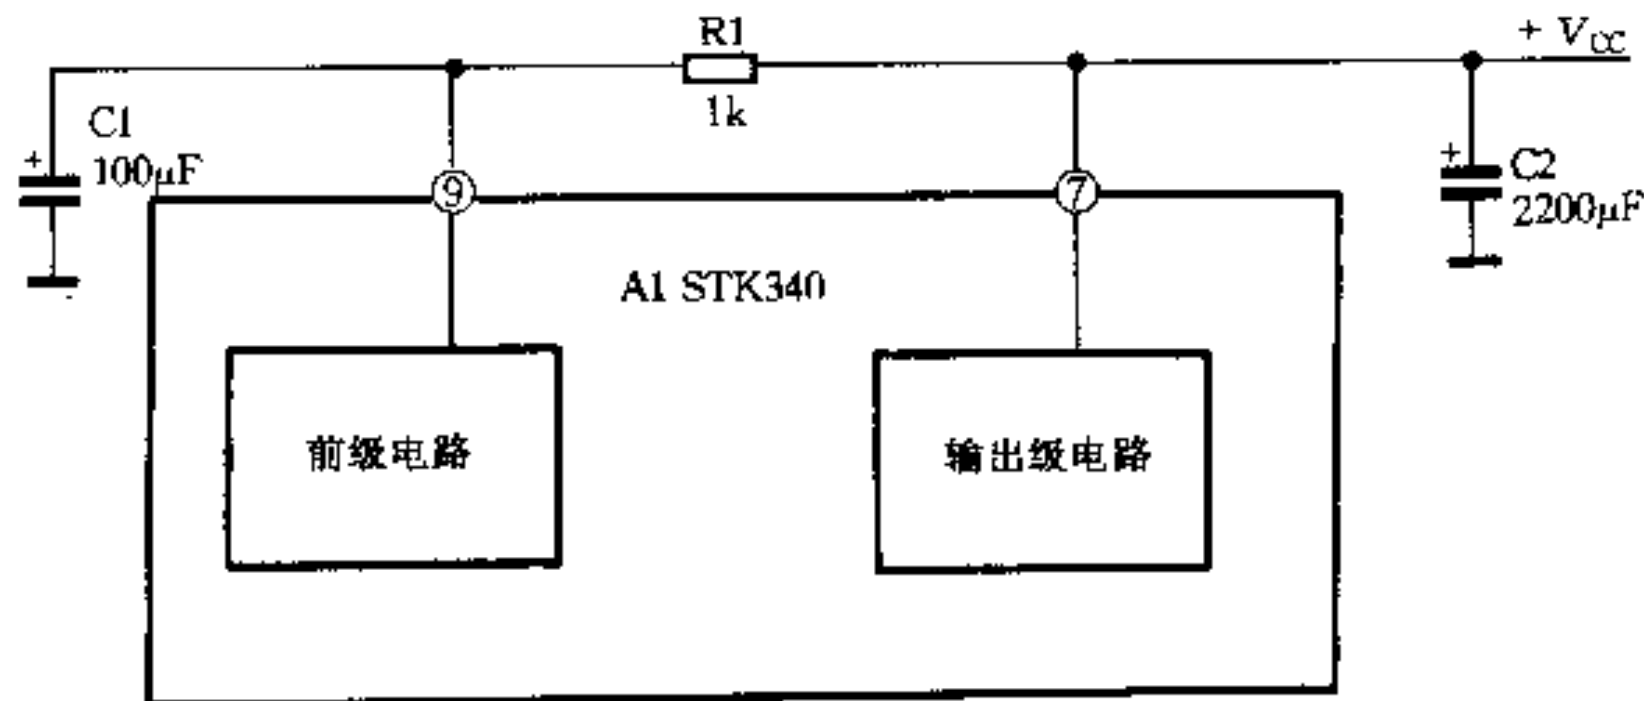 R1
+ VCC
1k
C1
+
100μF
⑨
⑦
+
C2
2200μF
A1 STK340
前级电路
输出级电路